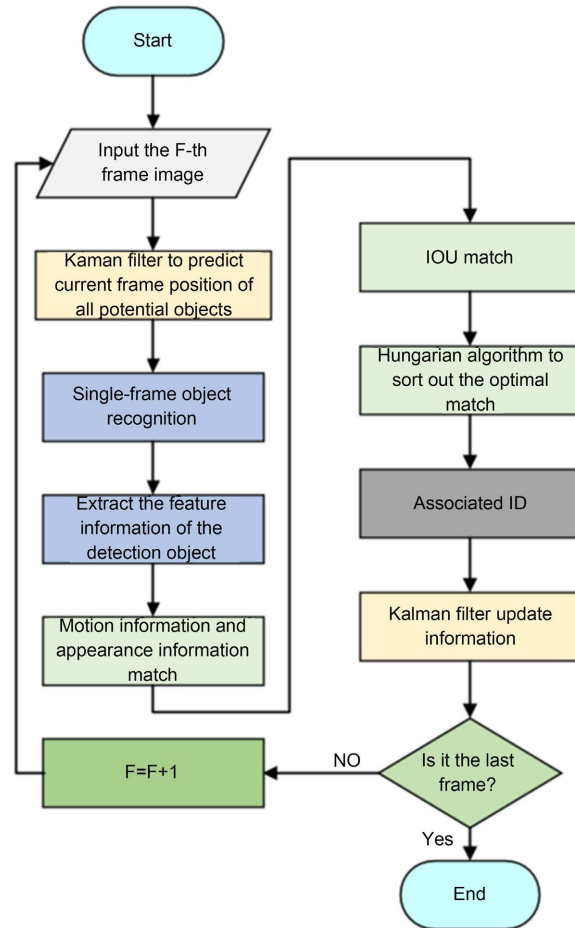 Start
Input the F-th
frame image
Kaman filter to predict
current frame position of
all potential objects
Single-frame object
recognition
Extract the feature
information of the
detection object
Motion information and
appearance information
match
IOU match
Hungarian algorithm to
sort out the optimal
match
Associated ID
Kalman filter update
information
Is it the last
frame?
NO
F=F+1
Yes
End